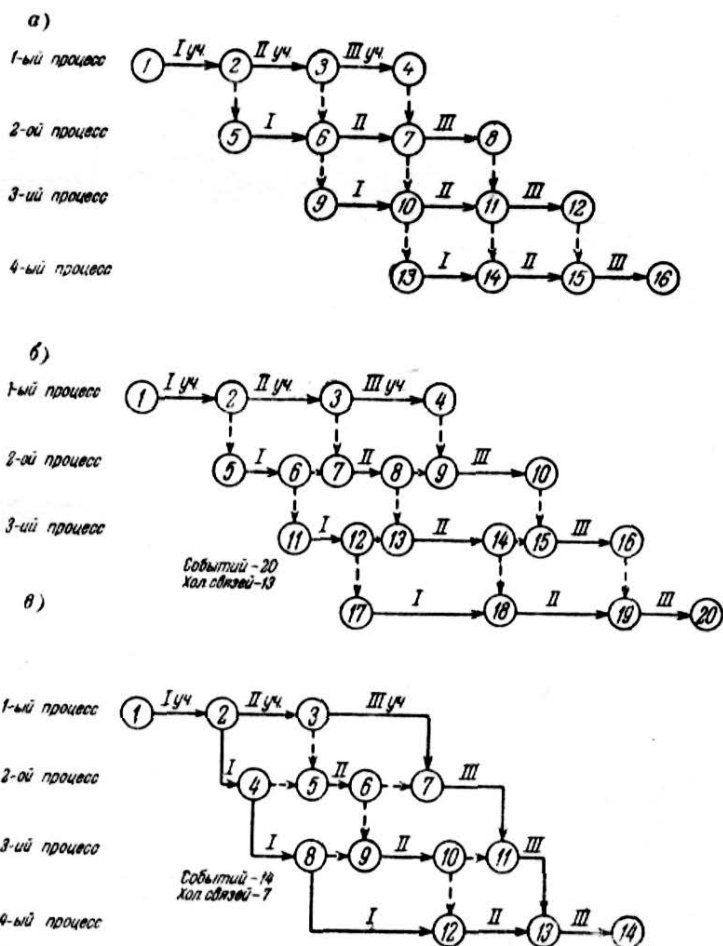 а)
I уч. II уч. III уч.
1-ый процесс 1 2 3 4
2-ой процесс 5 I 6 II 7 III 8
3-ий процесс 9 I 10 II 11 III 12
4-ый процесс 13 I 14 II 15 III 16
б)
I уч. II уч. III уч
1-ый процесс 1 2 3 4
2-ой процесс 5 I 6 7 II 8 9 III 10
3-ий процесс 11 I 12 13 II 14 15 III 16
Событий-20
Хол. связей-13
в)
17 I 18 II 19 III 20
1-ый процесс 1 I уч. 2 II уч. 3 III уч
2-ой процесс I 4 5 II 6 7 III
3-ий процесс I 8 9 II 10 11 III
Событий-14
Хол. связей-7
4-ый процесс I 12 II 13 III 14